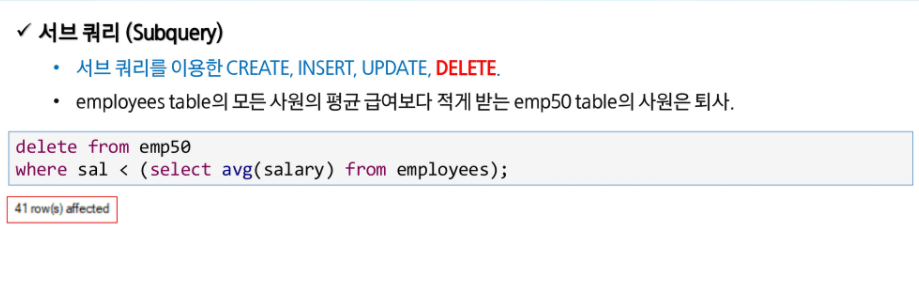 ✓ 서브 쿼리 (Subquery)
• 서브 쿼리를 이용한 CREATE, INSERT, UPDATE, DELETE.
• employees table의 모든 사원의 평균 급여보다 적게 받는 emp50 table의 사원은 퇴사.
delete from emp50
where sal < (select avg(salary) from employees);
41 row(s) affected